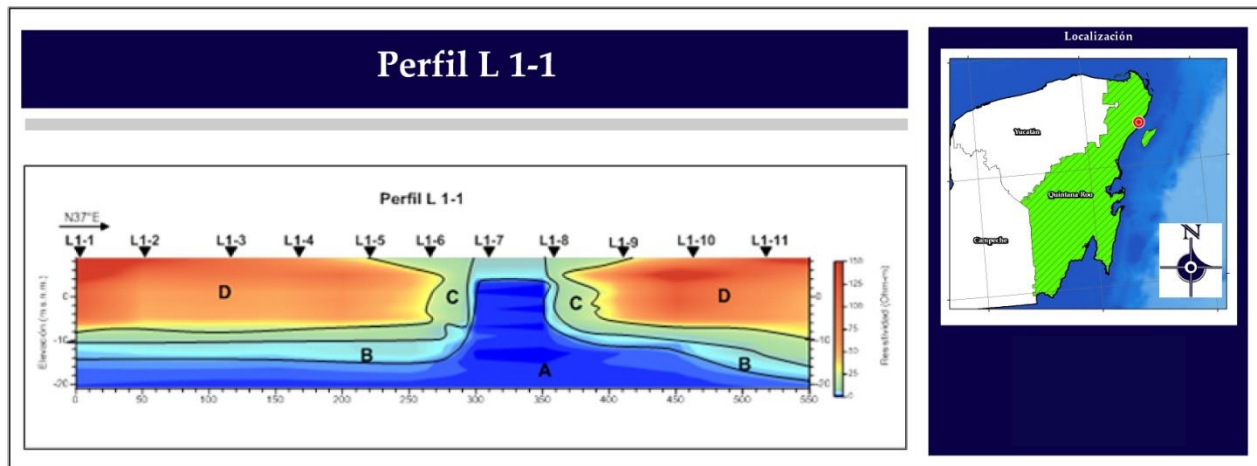 Perfil L 1-1
Perfil L 1-1
N37°E
L1-1 L1-2 L1-3 L1-4 L1-5 L1-6 L1-7 L1-8 L1-9 L1-10 L1-11
Elevación (m s.n.m.)
0
-10
-20
D
C
B
A
C
D
B
0
-10
-20
0 50 100 150 200 250 300 350 400 450 500 550
150
125
100
75
50
25
0
Resistividad (Ohm-m)
Localización
Yucatán
Quintana Roo
Campeche
N